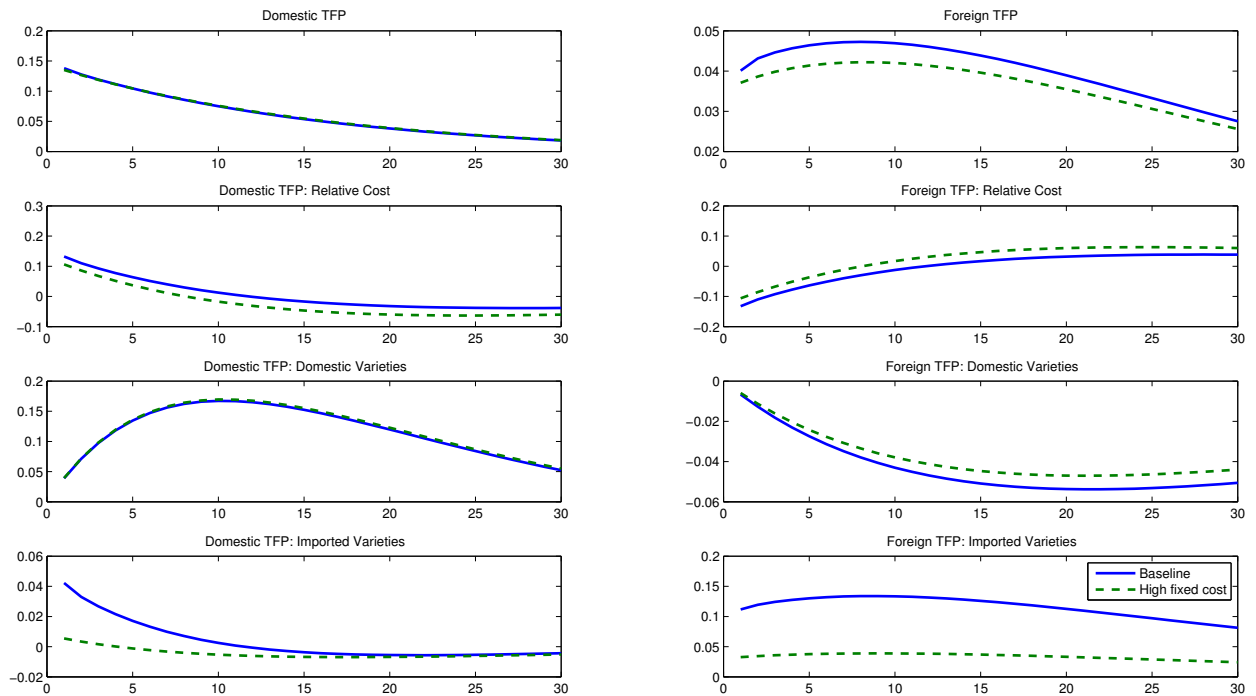 Domestic TFP
0.2
0.15
0.1
0.05
0
0 5 10 15 20 25 30
Foreign TFP
0.05
0.04
0.03
0.02
0 5 10 15 20 25 30
Domestic TFP: Relative Cost
0.3
0.2
0.1
0
−0.1
0 5 10 15 20 25 30
Foreign TFP: Relative Cost
0.2
0.1
0
−0.1
−0.2
0 5 10 15 20 25 30
Domestic TFP: Domestic Varieties
0.2
0.15
0.1
0.05
0
0 5 10 15 20 25 30
Foreign TFP: Domestic Varieties
0
−0.02
−0.04
−0.06
0 5 10 15 20 25 30
Domestic TFP: Imported Varieties
0.06
0.04
0.02
0
−0.02
0 5 10 15 20 25 30
Foreign TFP: Imported Varieties
0.2
0.15
0.1
0.05
0
0 5 10 15 20 25 30
Baseline
High fixed cost